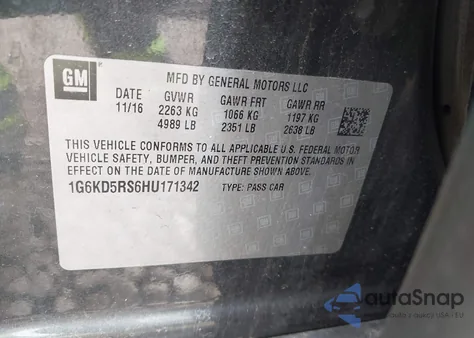 GM
MFD BY GENERAL MOTORS LLC
DATE GVWR GAWR FRT GAWR RR
11/16 2263 KG 1066 KG 1197 KG
4989 LB 2351 LB 2638 LB
THIS VEHICLE CONFORMS TO ALL APPLICABLE U.S. FEDERAL MOTOR
VEHICLE SAFETY, BUMPER, AND THEFT PREVENTION STANDARDS IN
EFFECT ON THE DATE OF MANUFACTURE SHOWN ABOVE.
1G6KD5RS6HU171342 TYPE: PASS CAR
autaSnap